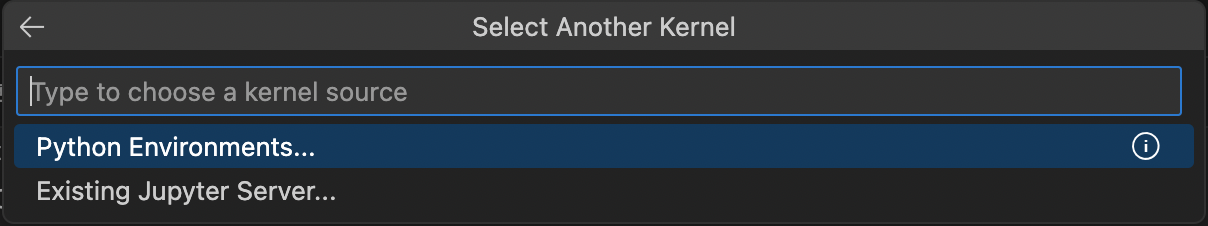 Select Another Kernel
Type to choose a kernel source
Python Environments...
Existing Jupyter Server...